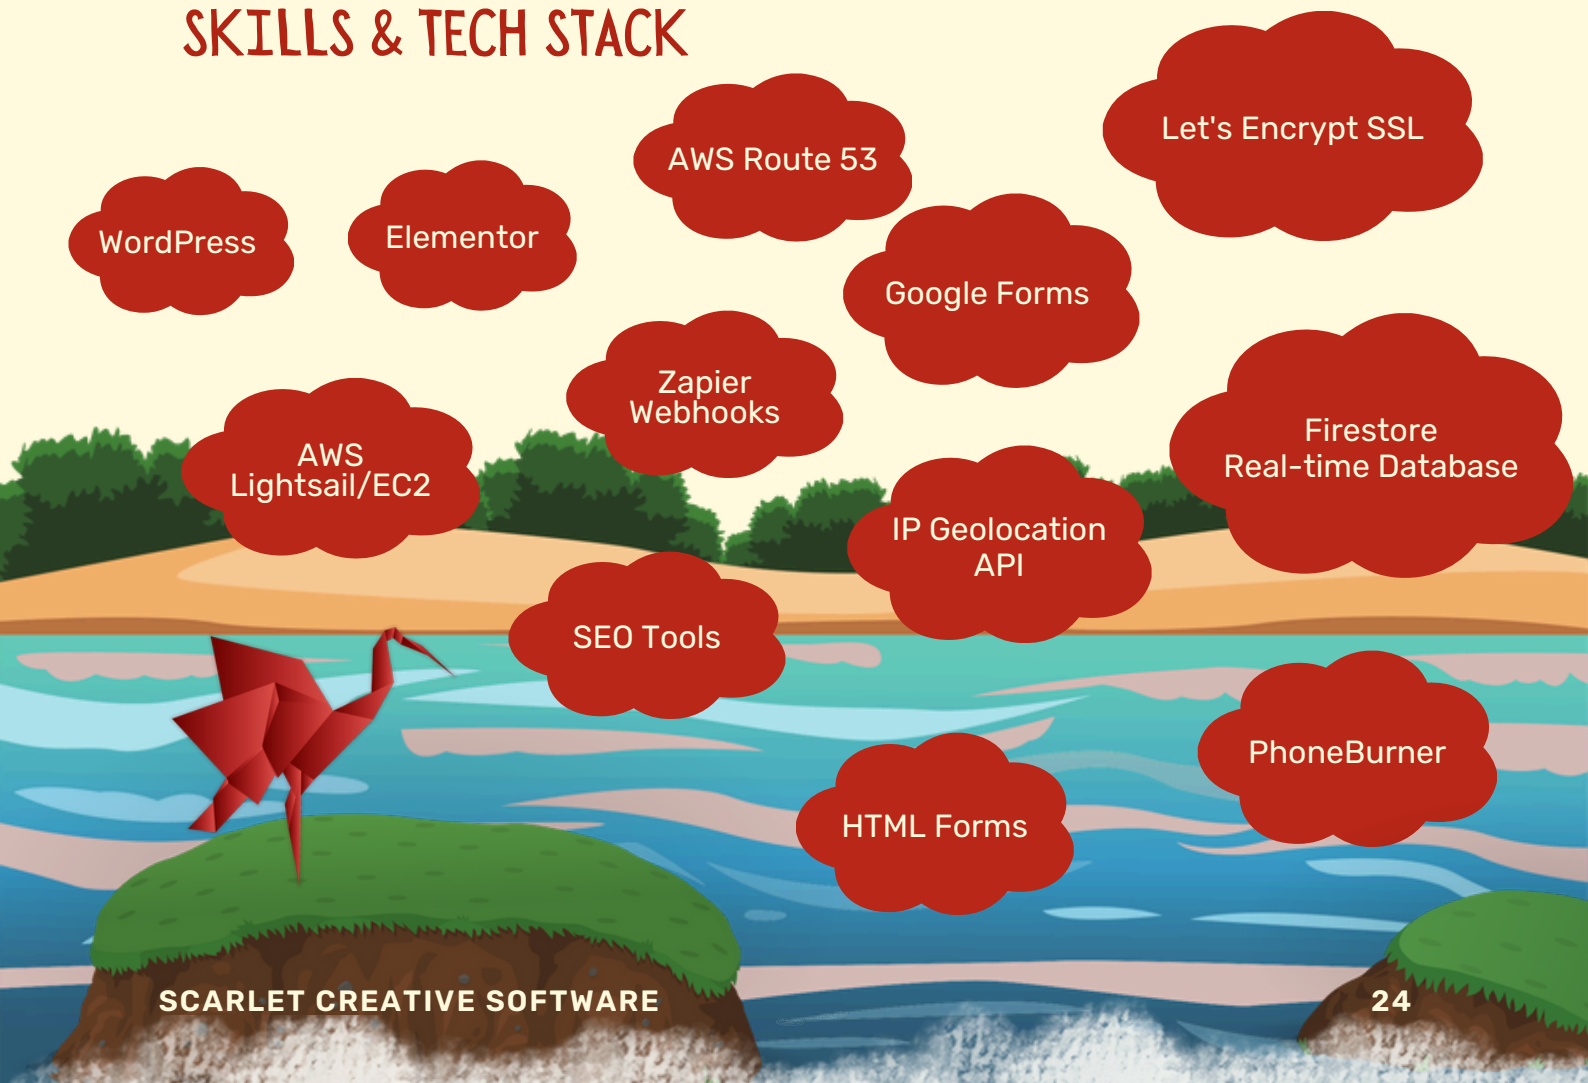 SKILLS & TECH STACK
Let's Encrypt SSL
AWS Route 53
WordPress
Elementor
Google Forms
Zapier
Webhooks
AWS
Lightsail/EC2
Firestore
Real-time Database
IP Geolocation
API
SEO Tools
PhoneBurner
HTML Forms
SCARLET CREATIVE SOFTWARE
24